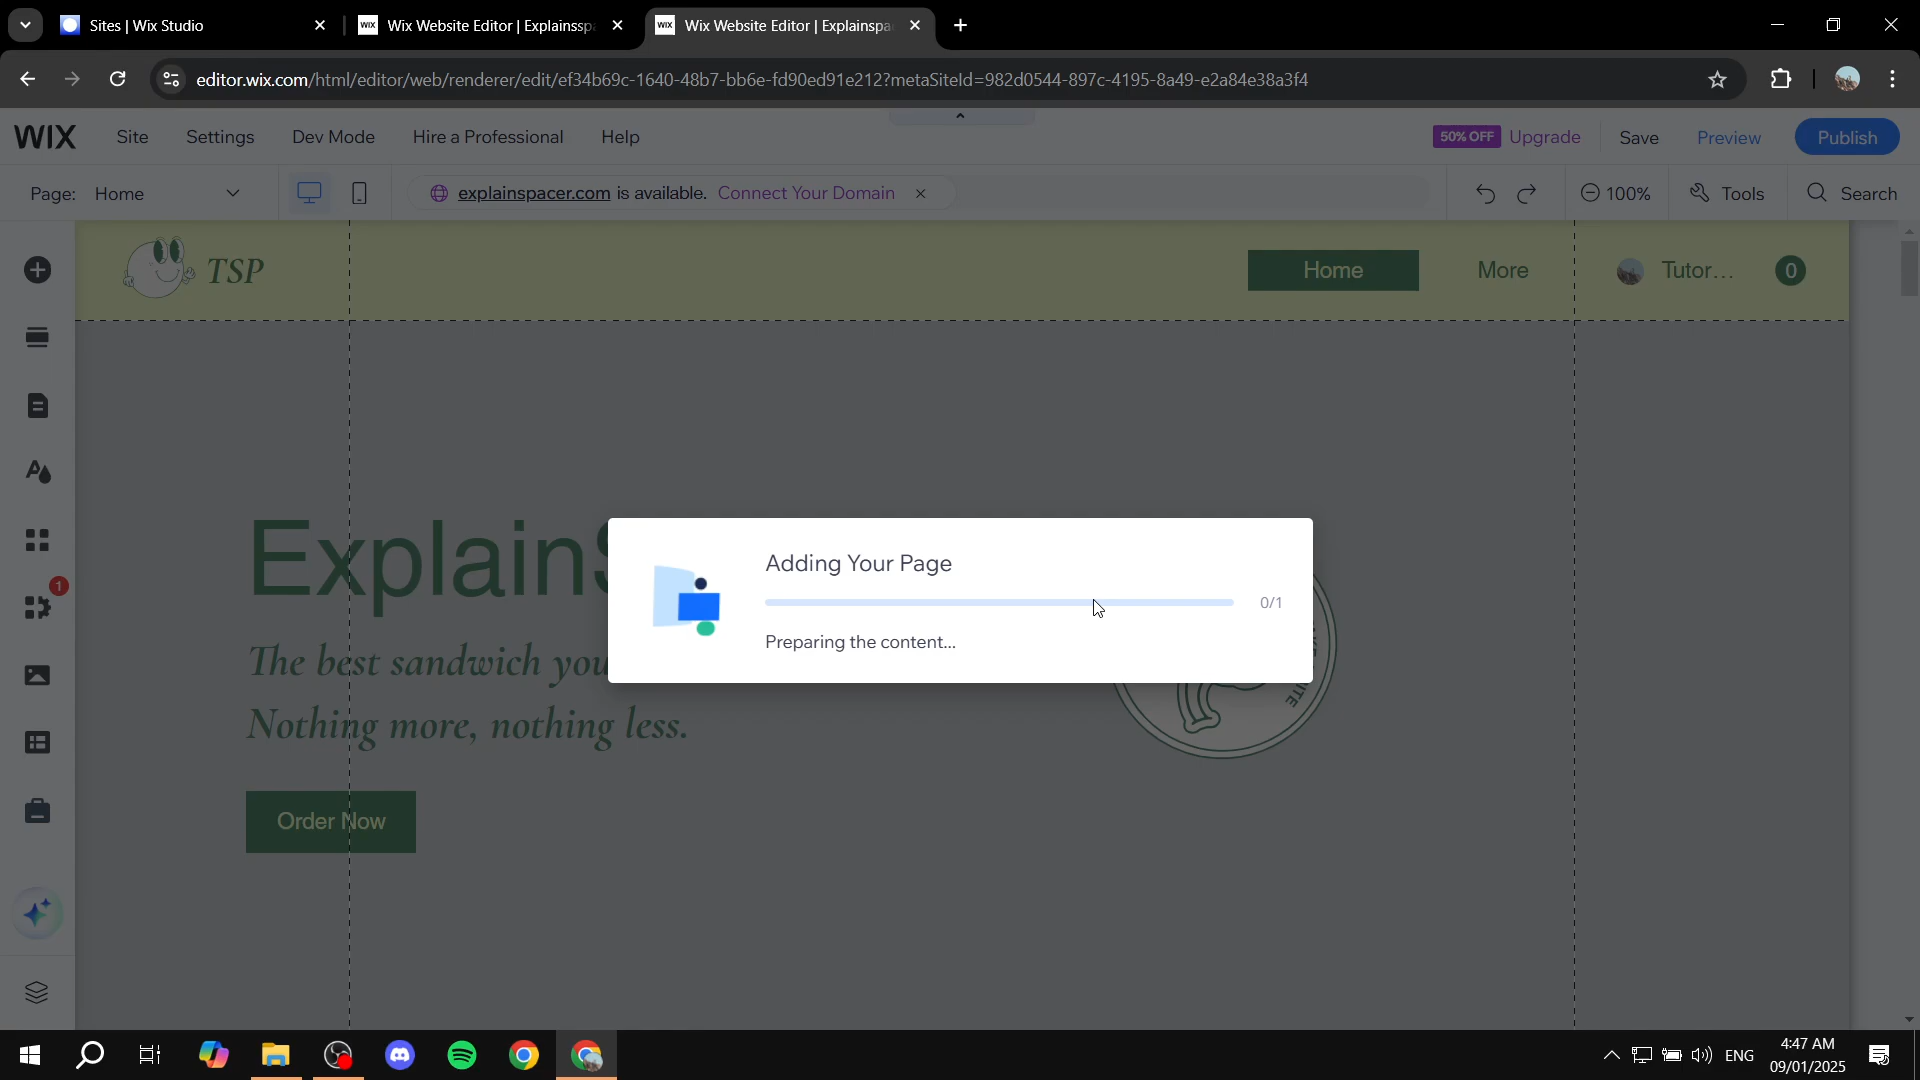 Sites | Wix Studio
WIX Wix Website Editor | Explainssp
WIX Wix Website Editor | Explainspa
editor.wix.com/html/editor/web/renderer/edit/ef34b69c-1640-48b7-bb6e-fd90ed91e212?metaSiteId=982d0544-897c-4195-8a49-e2a84e38a3f4
WIX Site Settings Dev Mode Hire a Professional Help 50% OFF Upgrade Save Preview Publish
Page: Home explainspacer.com is available. Connect Your Domain 100% Tools Search
TSP Home More Tutor... 0
ExplainS
Adding Your Page
1
0/1
Preparing the content...
The best sandwich you
Nothing more, nothing less.
Order Now
ENG
4:47 AM
09/01/2025